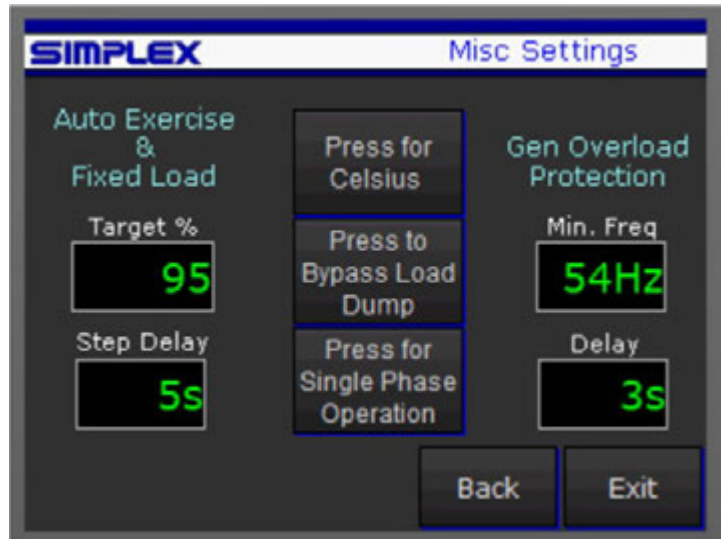 SIMPLEX
Misc Settings
Auto Exercise
&
Fixed Load
Target %
95
Step Delay
5s
Press for
Celsius
Press to
Bypass Load
Dump
Press for
Single Phase
Operation
Gen Overload
Protection
Min. Freq
54Hz
Delay
3s
Back
Exit